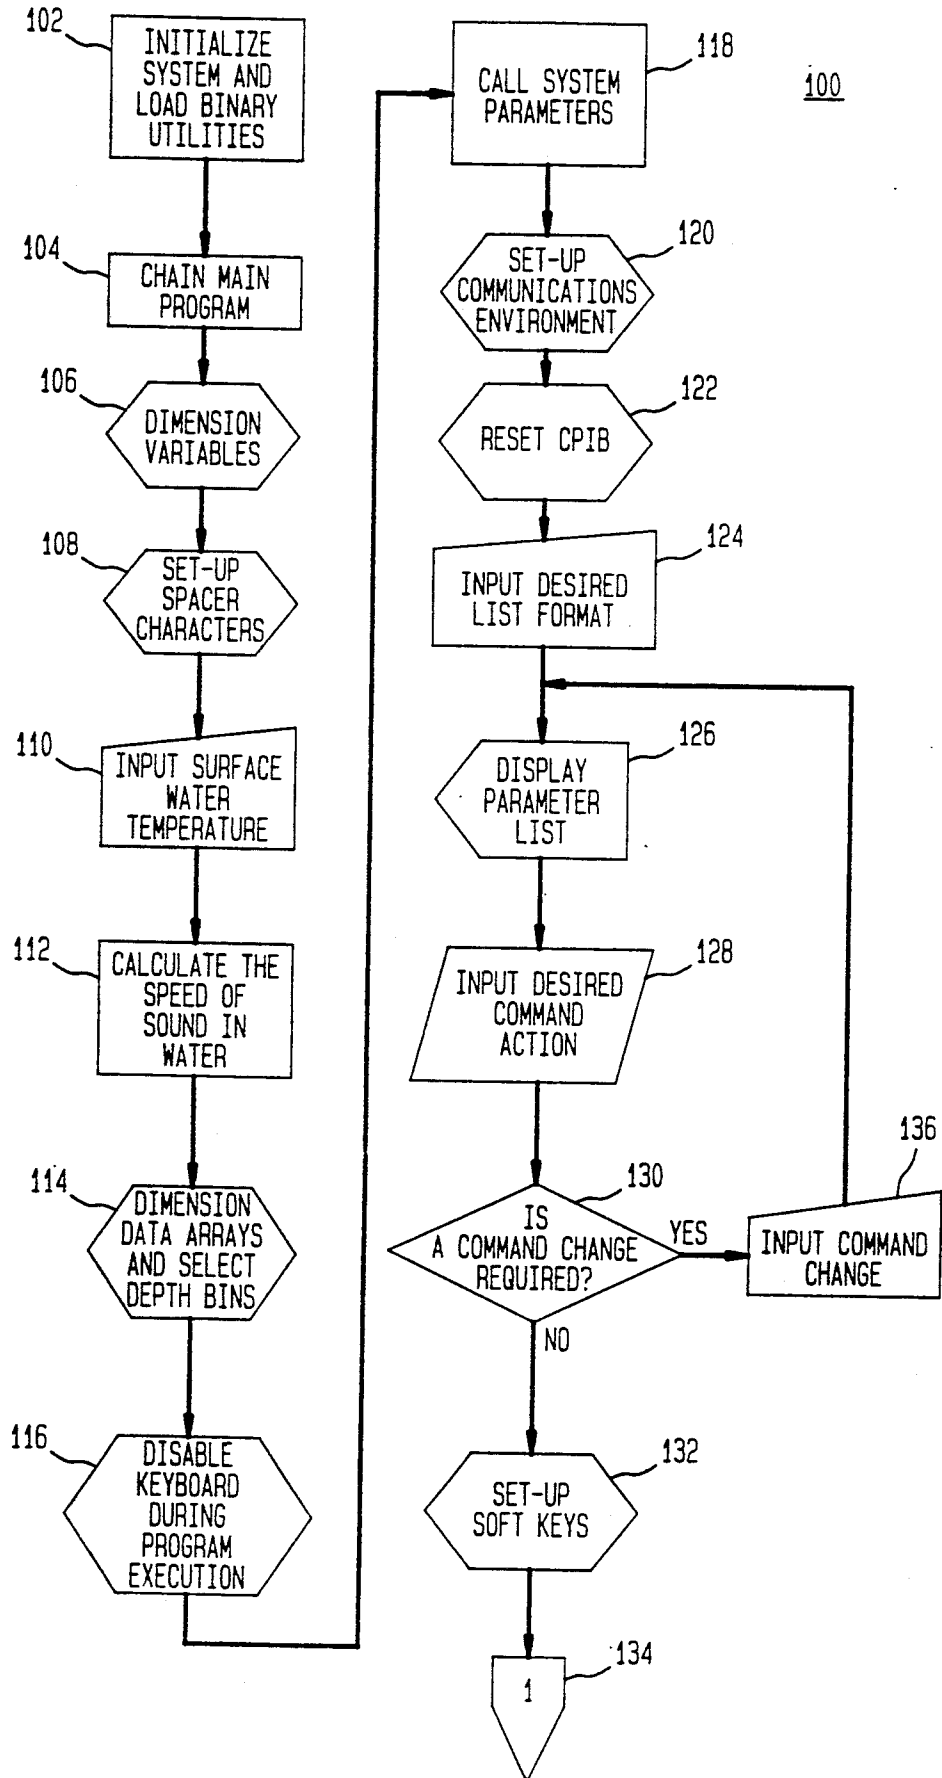 102
INITIALIZE
SYSTEM AND
LOAD BINARY
UTILITIES
104
CHAIN MAIN
PROGRAM
106
DIMENSION
VARIABLES
108
SET-UP
SPACER
CHARACTERS
110
INPUT SURFACE
WATER
TEMPERATURE
112
CALCULATE THE
SPEED OF
SOUND IN
WATER
114
DIMENSION
DATA ARRAYS
AND SELECT
DEPTH BINS
116
DISABLE
KEYBOARD
DURING
PROGRAM
EXECUTION
118
CALL SYSTEM
PARAMETERS
100
120
SET-UP
COMMUNICATIONS
ENVIRONMENT
122
RESET CPIB
124
INPUT DESIRED
LIST FORMAT
126
DISPLAY
PARAMETER
LIST
128
INPUT DESIRED
COMMAND
ACTION
130
IS
A COMMAND CHANGE
REQUIRED?
YES
136
INPUT COMMAND
CHANGE
NO
132
SET-UP
SOFT KEYS
134
1